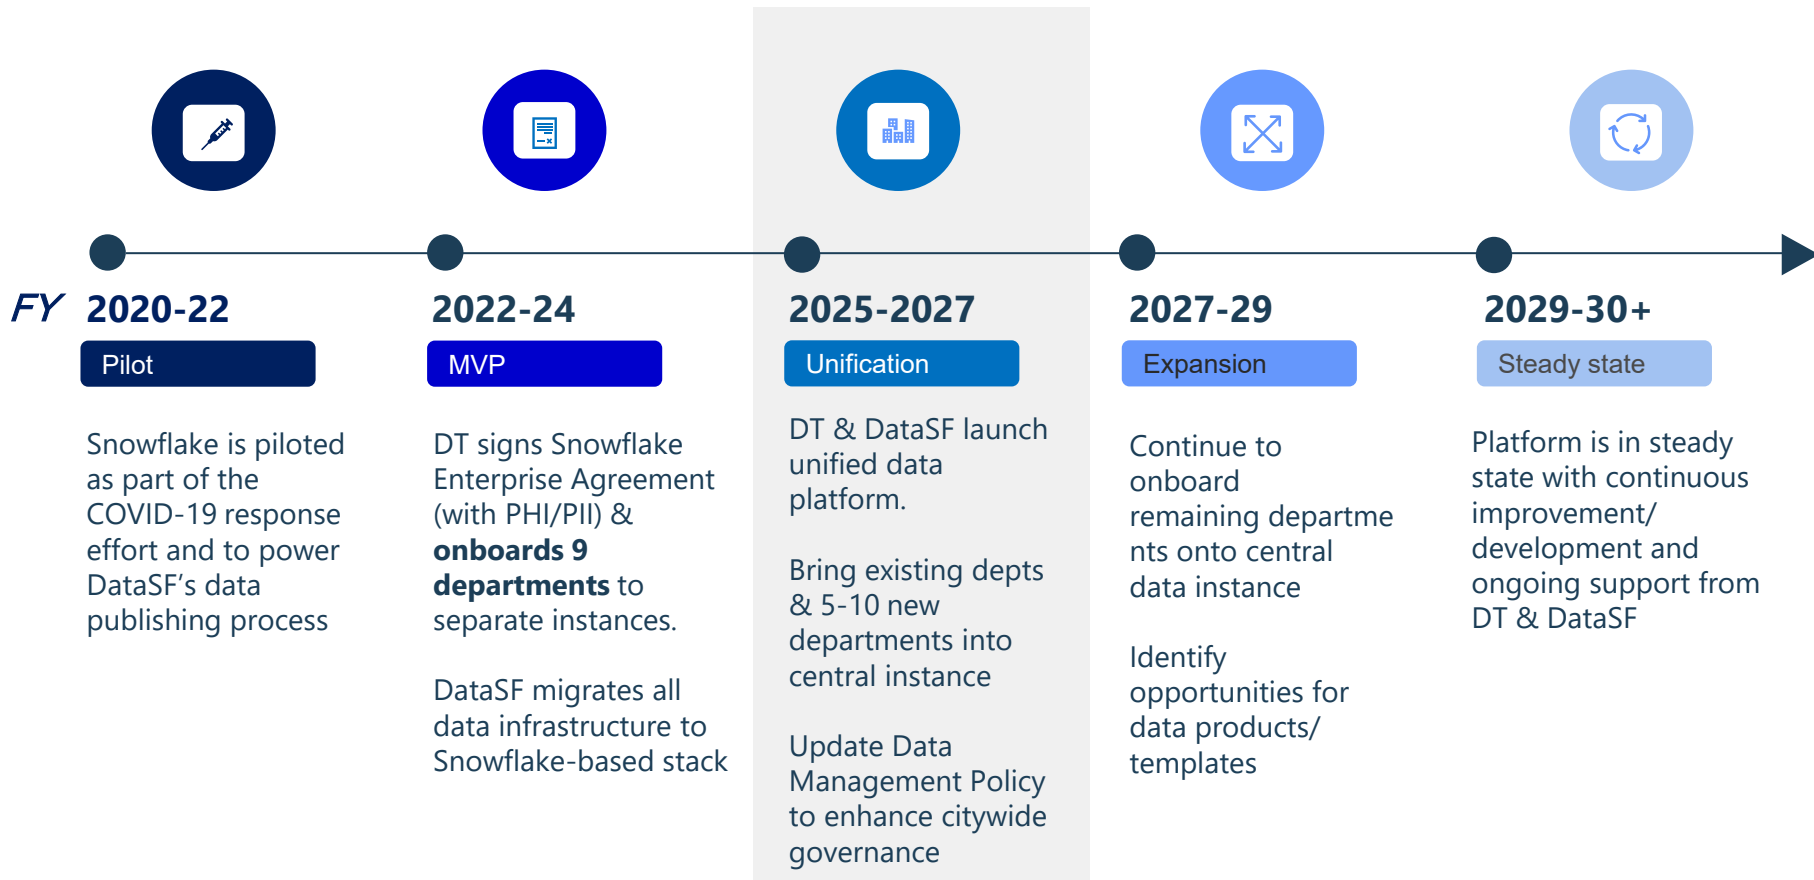 FY
2020-22
Pilot
Snowflake is piloted
as part of the
COVID-19 response
effort and to power
DataSF's data
publishing process
2022-24
MVP
DT signs Snowflake
Enterprise Agreement
(with PHI/PII) &
onboards 9
departments to
separate instances.
DataSF migrates all
data infrastructure to
Snowflake-based stack
2025-2027
Unification
DT & DataSF launch
unified data
platform.
Bring existing depts
& 5-10 new
departments into
central instance
Update Data
Management Policy
to enhance citywide
governance
2027-29
Expansion
Continue to
onboard
remaining departme
nts onto central
data instance
Identify
opportunities for
data products/
templates
2029-30+
Steady state
Platform is in steady
state with continuous
improvement/
development and
ongoing support from
DT & DataSF